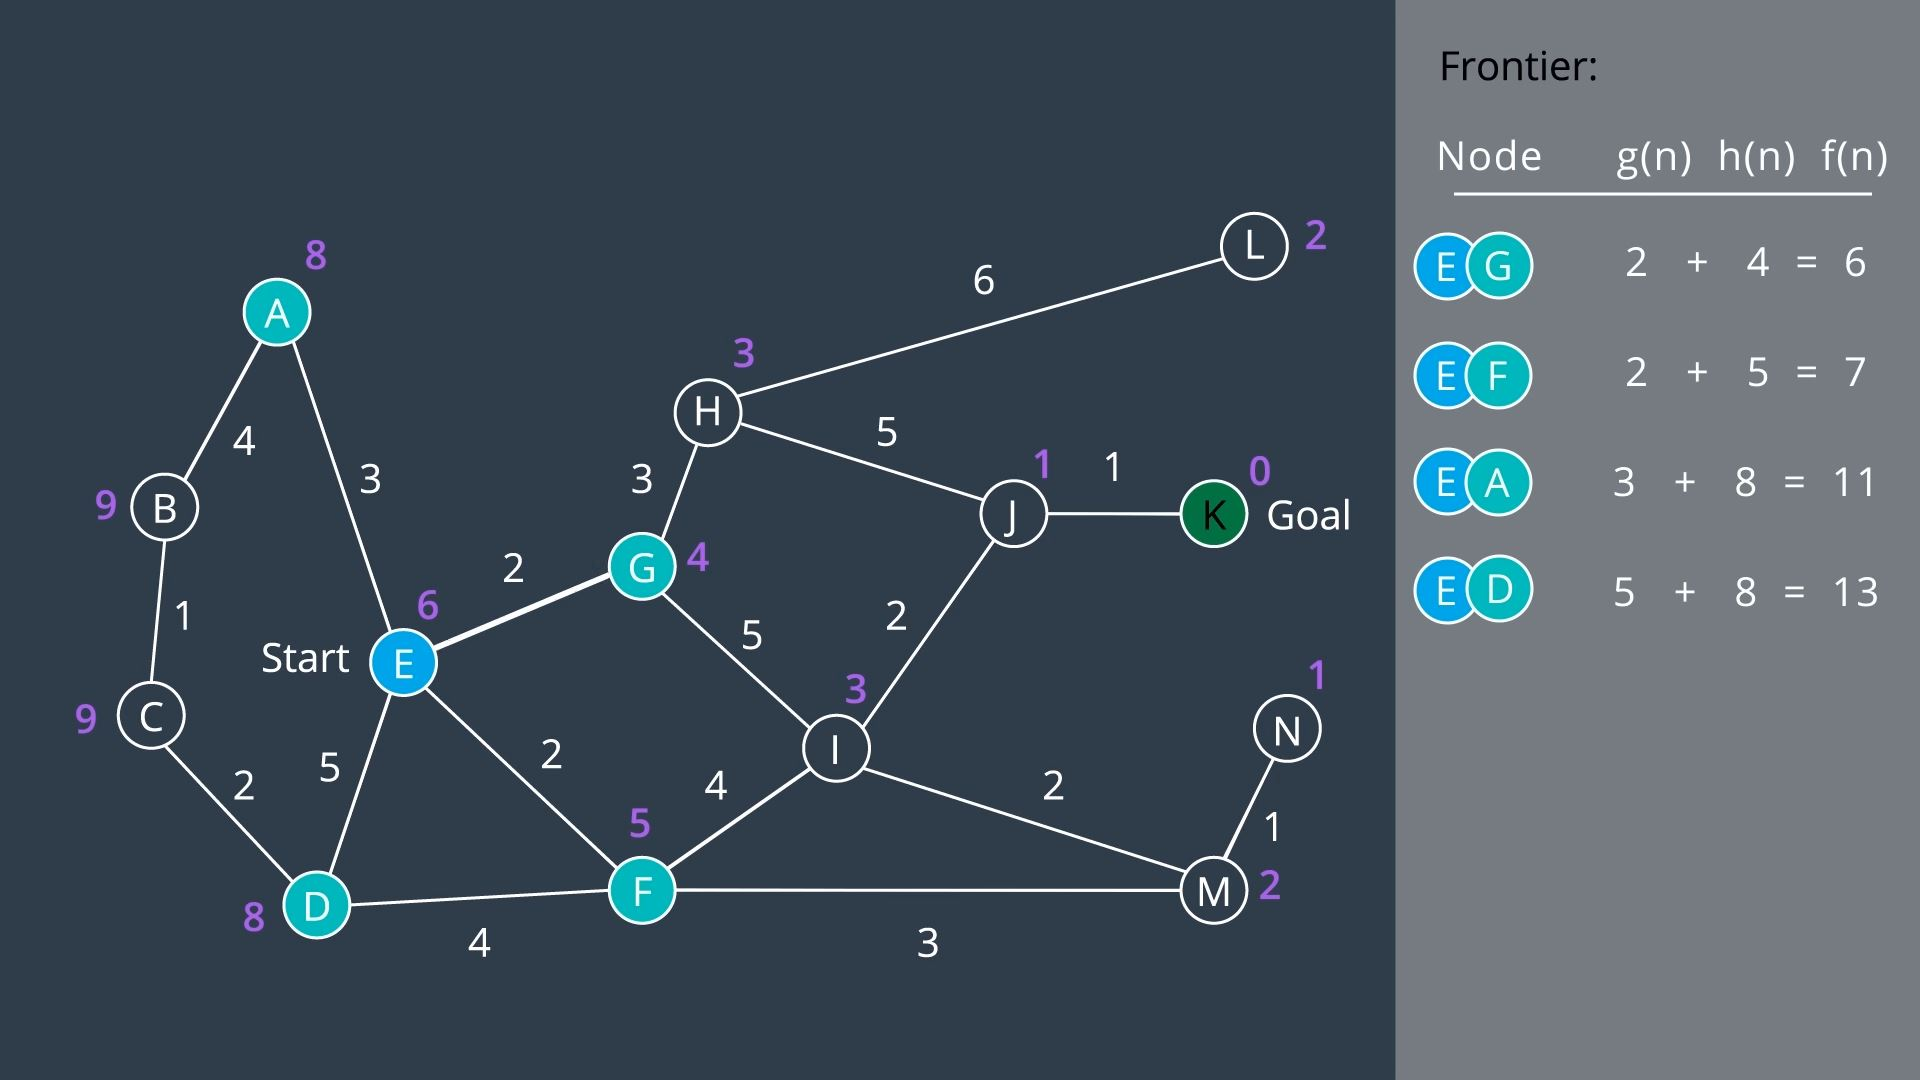 Frontier:
Node g(n) h(n) f(n)
E G 2 + 4 = 6
E F 2 + 5 = 7
E A 3 + 8 = 11
E D 5 + 8 = 13
L 2
8
6
A
3
H
5
4
3
1
1
0
9
B
3
J
K
Goal
2
G
4
6
1
5
2
Start
E
3
1
9
C
N
2
I
5
2
4
2
5
1
8
D
F
M
2
4
3